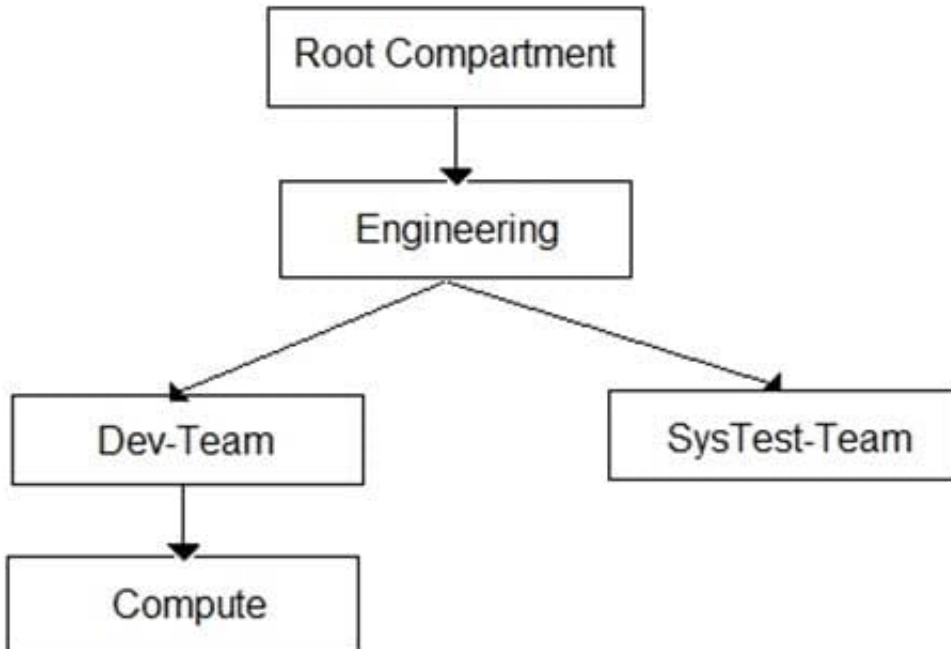 Root Compartment
Engineering
Dev-Team
SysTest-Team
Compute